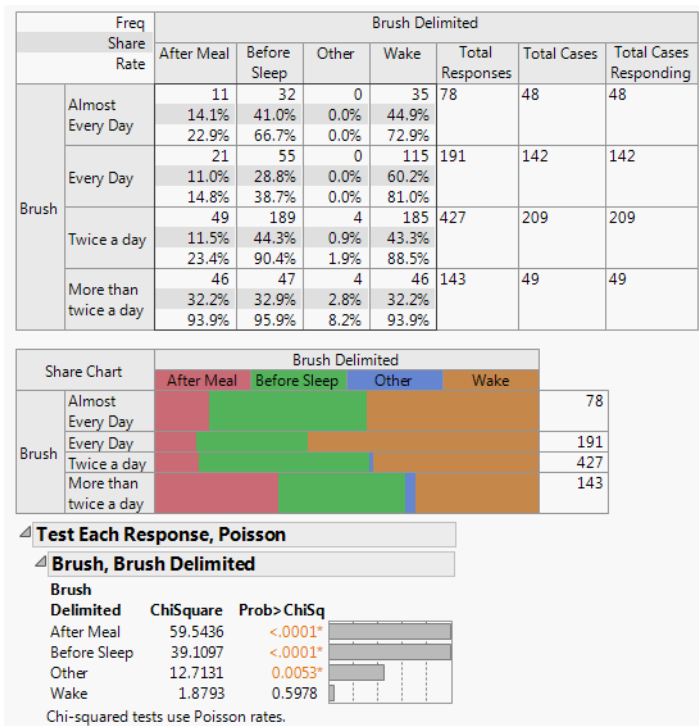 Freq
Share
Rate
Brush Delimited
After Meal Before Sleep Other Wake Total Responses Total Cases Total Cases Responding
Brush
Almost Every Day
11 32 0 35 78 48 48
14.1% 41.0% 0.0% 44.9%
22.9% 66.7% 0.0% 72.9%
Every Day
21 55 0 115 191 142 142
11.0% 28.8% 0.0% 60.2%
14.8% 38.7% 0.0% 81.0%
Twice a day
49 189 4 185 427 209 209
11.5% 44.3% 0.9% 43.3%
23.4% 90.4% 1.9% 88.5%
More than twice a day
46 47 4 46 143 49 49
32.2% 32.9% 2.8% 32.2%
93.9% 95.9% 8.2% 93.9%
Share Chart
Brush Delimited
After Meal Before Sleep Other Wake
Brush
Almost Every Day 78
Every Day 191
Twice a day 427
More than twice a day 143
Test Each Response, Poisson
Brush, Brush Delimited
Brush
Delimited ChiSquare Prob>ChiSq
After Meal 59.5436 <.0001*
Before Sleep 39.1097 <.0001*
Other 12.7131 0.0053*
Wake 1.8793 0.5978
Chi-squared tests use Poisson rates.